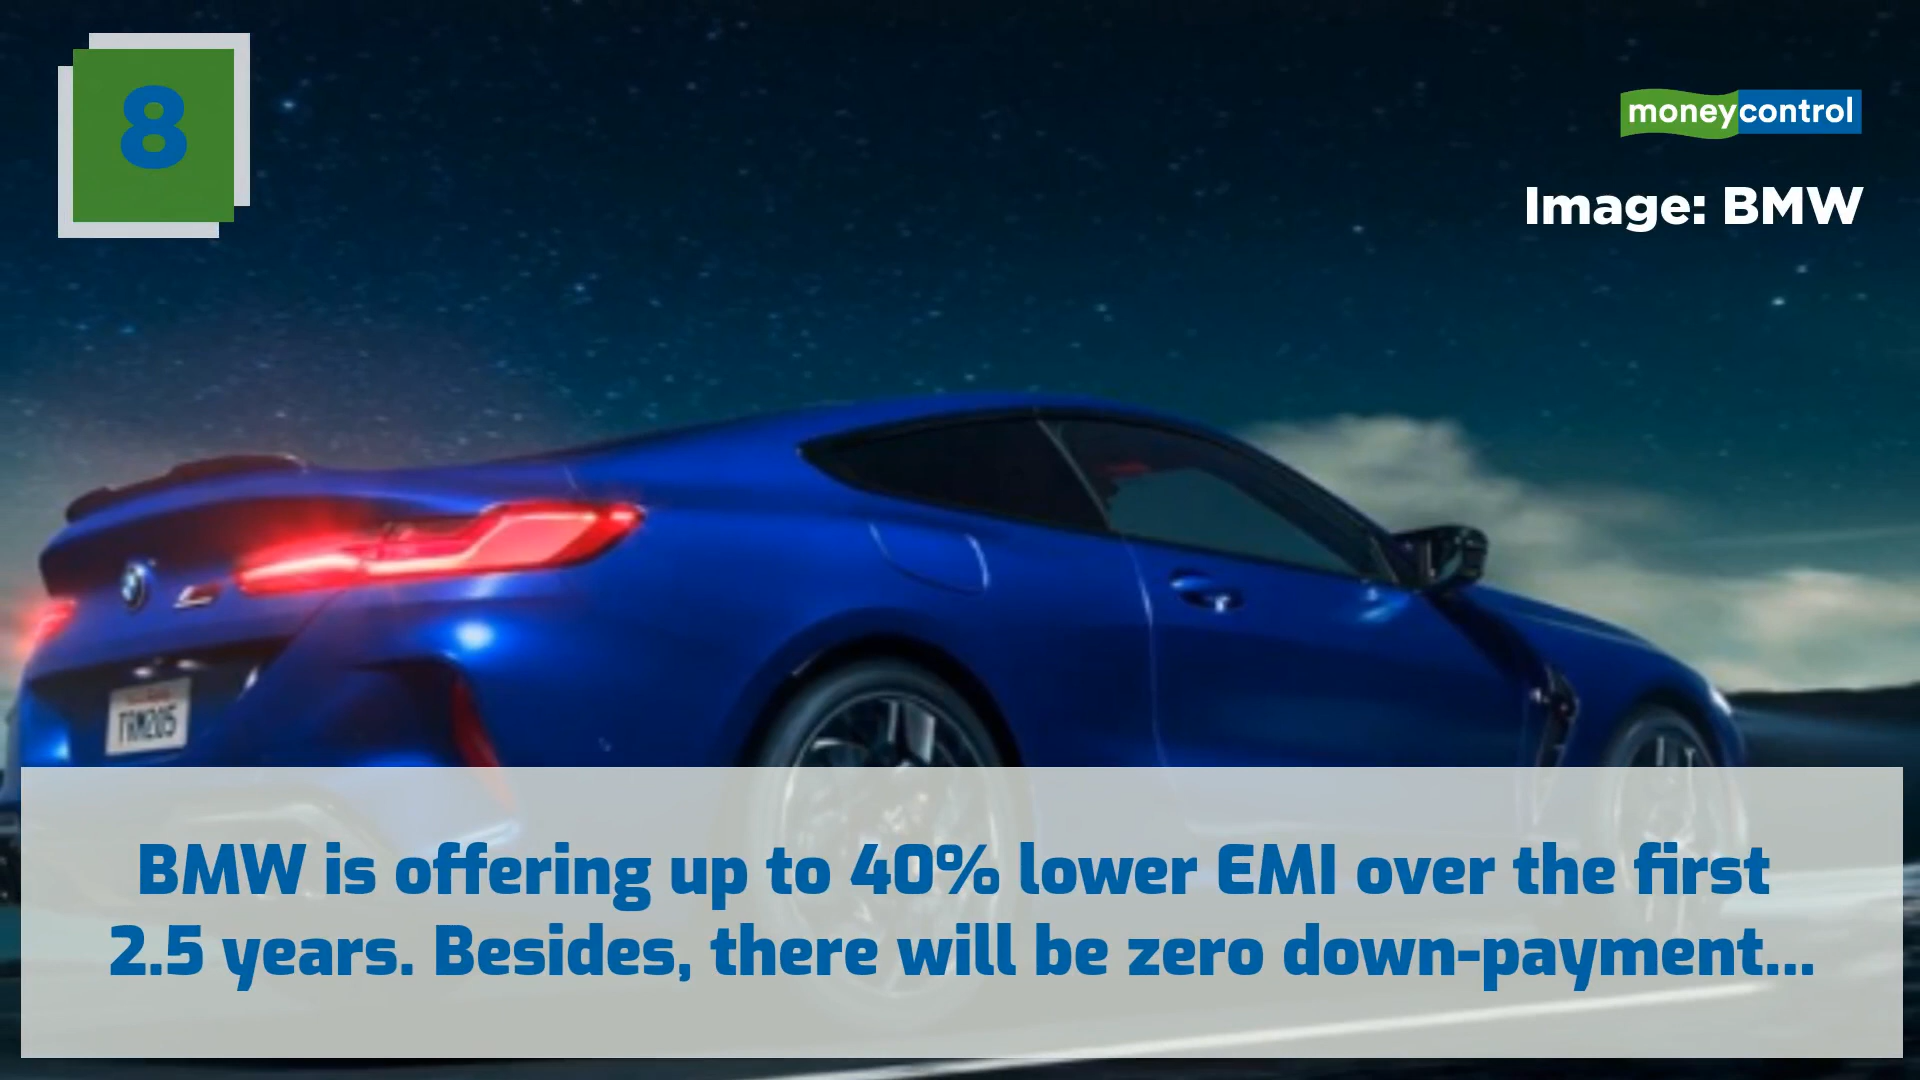 8
moneycontrol
Image: BMW
TRM205
BMW is offering up to 40% lower EMI over the first
2.5 years. Besides, there will be zero down-payment...